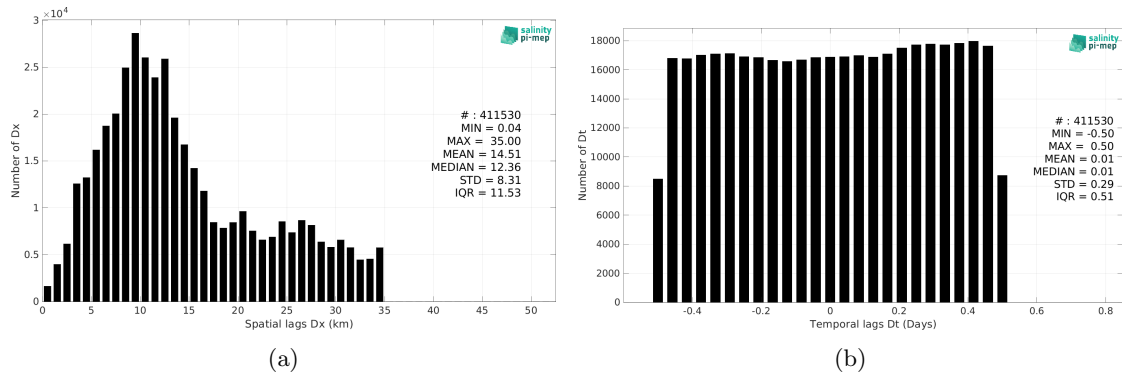 3 ×10⁴
2.5
2
1.5
1
0.5
0
0 5 10 15 20 25 30 35 40 45 50
Number of Dx
Spatial lags Dx (km)
salinity
pi-mep
# : 411530
MIN = 0.04
MAX = 35.00
MEAN = 14.51
MEDIAN = 12.36
STD = 8.31
IQR = 11.53
(a)
18000
16000
14000
12000
10000
8000
6000
4000
2000
0
-0.4 -0.2 0 0.2 0.4 0.6 0.8
Number of Dt
Temporal lags Dt (Days)
salinity
pi-mep
# : 411530
MIN = -0.50
MAX = 0.50
MEAN = 0.01
MEDIAN = 0.01
STD = 0.29
IQR = 0.51
(b)